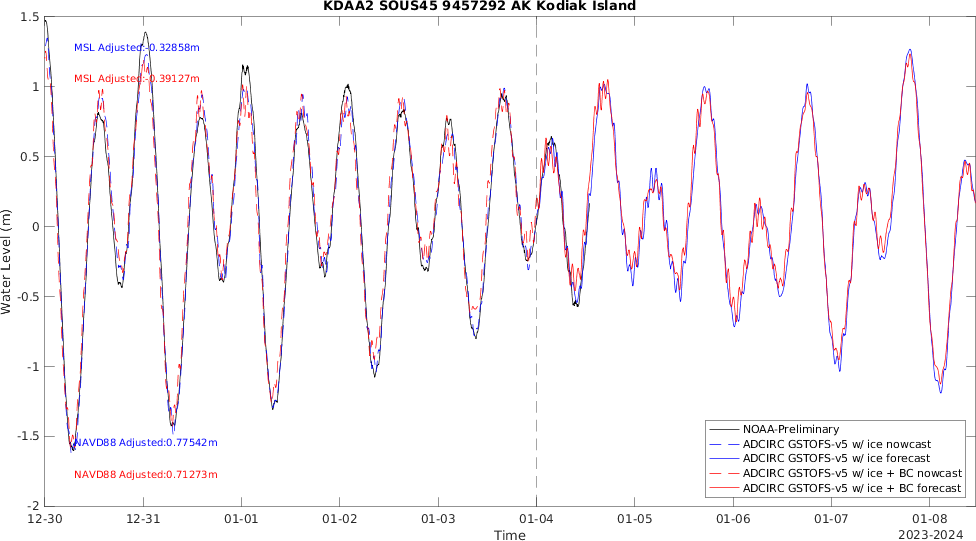 KDAA2 SOUS45 9457292 AK Kodiak Island
1.5
MSL Adjusted:-0.32858m
MSL Adjusted:-0.39127m
1
0.5
0
-0.5
-1
-1.5
-2
Water Level (m)
NAVD88 Adjusted:0.77542m
NAVD88 Adjusted:0.71273m
NOAA-Preliminary
ADCIRC GSTOFS-v5 w/ ice nowcast
ADCIRC GSTOFS-v5 w/ ice forecast
ADCIRC GSTOFS-v5 w/ ice + BC nowcast
ADCIRC GSTOFS-v5 w/ ice + BC forecast
12-30 12-31 01-01 01-02 01-03 01-04 01-05 01-06 01-07 01-08
Time
2023-2024